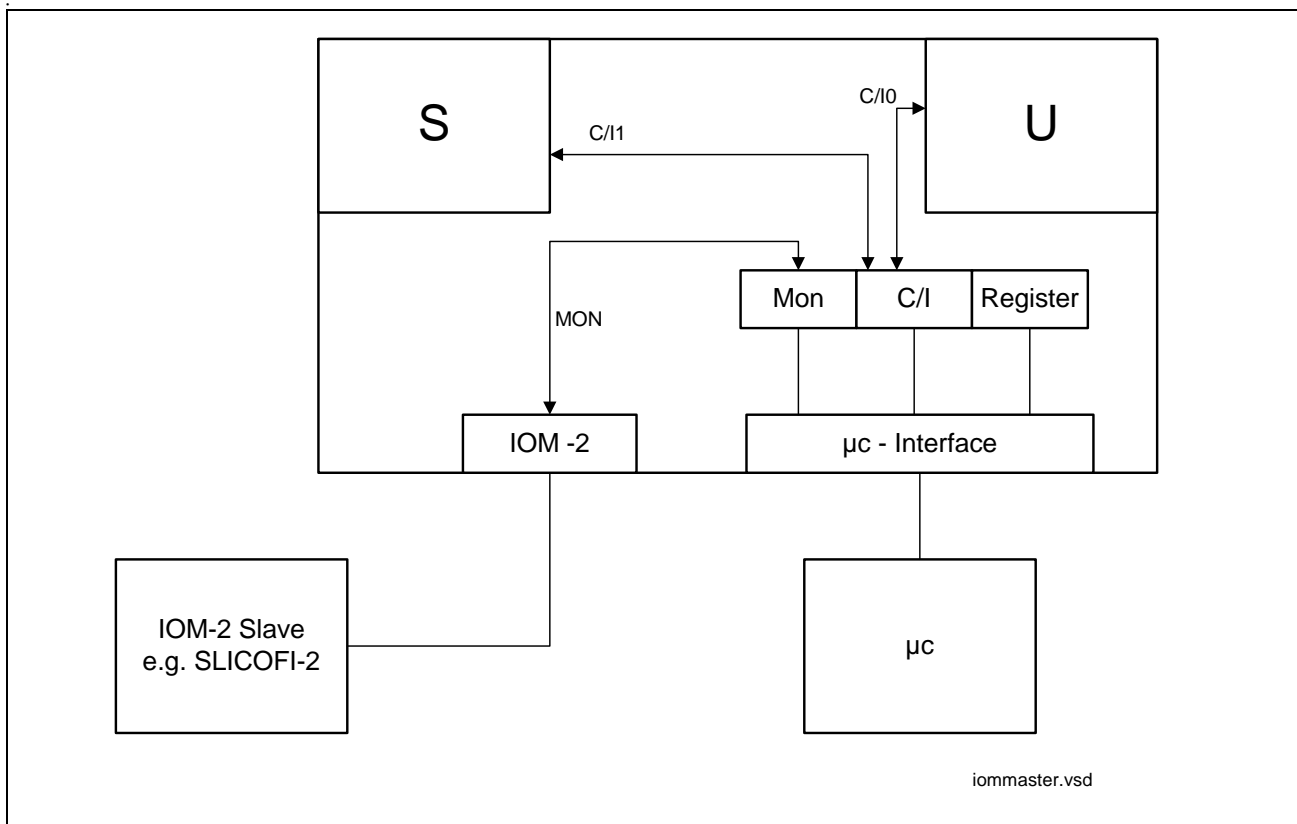 S
C/I0
U
C/I1
Mon
C/I
Register
MON
IOM -2
µc - Interface
IOM-2 Slave
e.g. SLICOFI-2
µc
iommaster.vsd